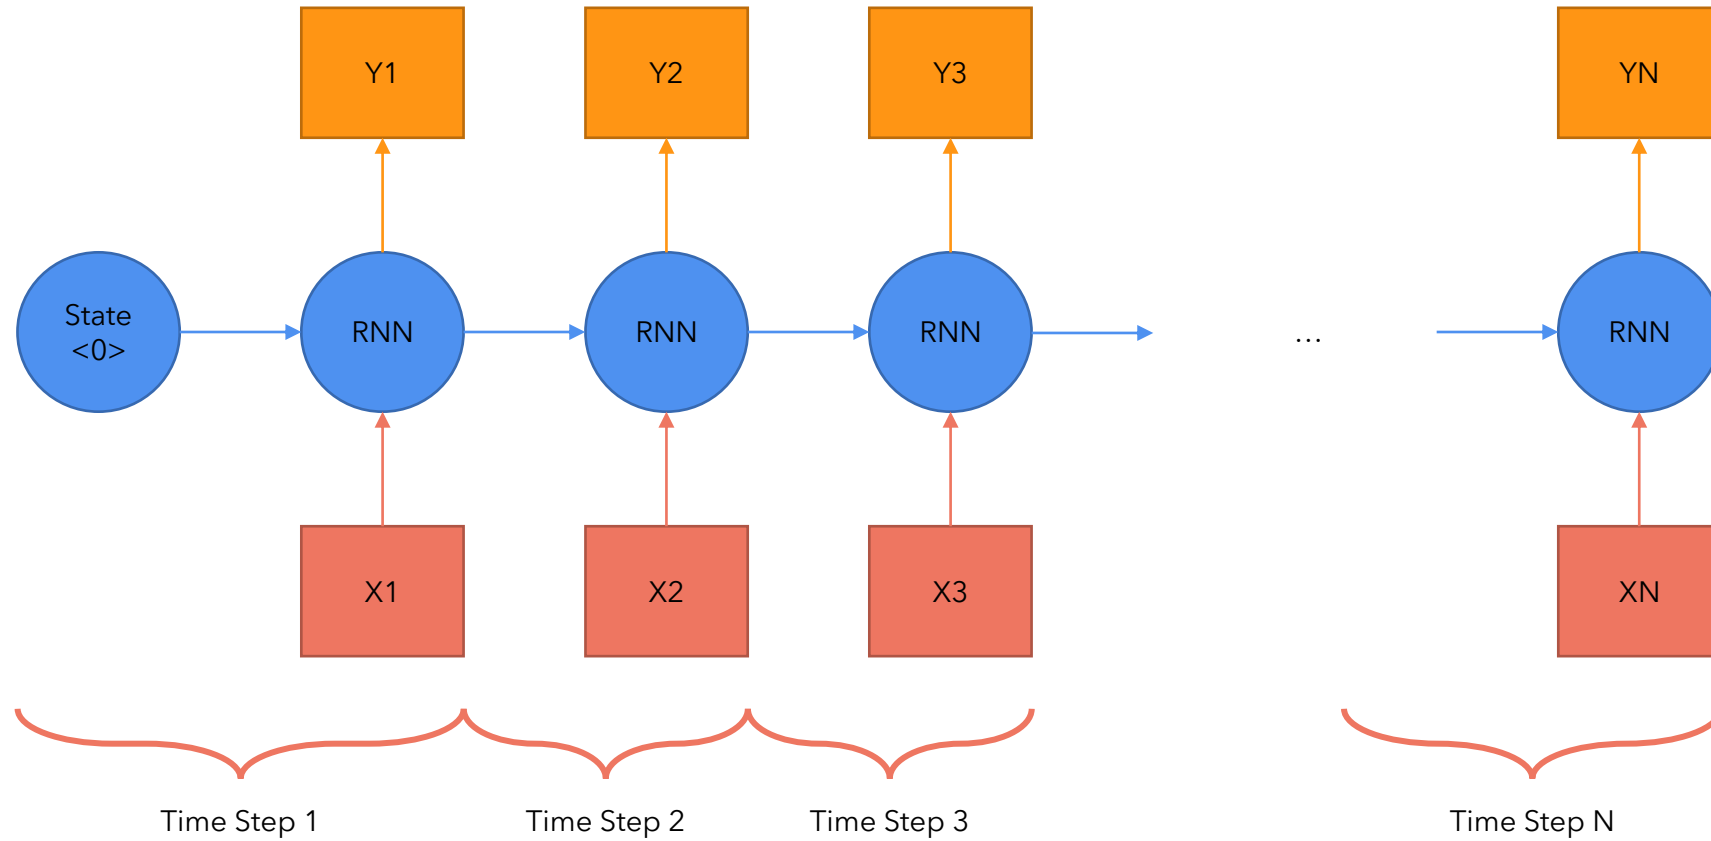 Y1
Y2
Y3
YN
State
<0>
RNN
RNN
RNN
...
RNN
X1
X2
X3
XN
Time Step 1
Time Step 2
Time Step 3
Time Step N